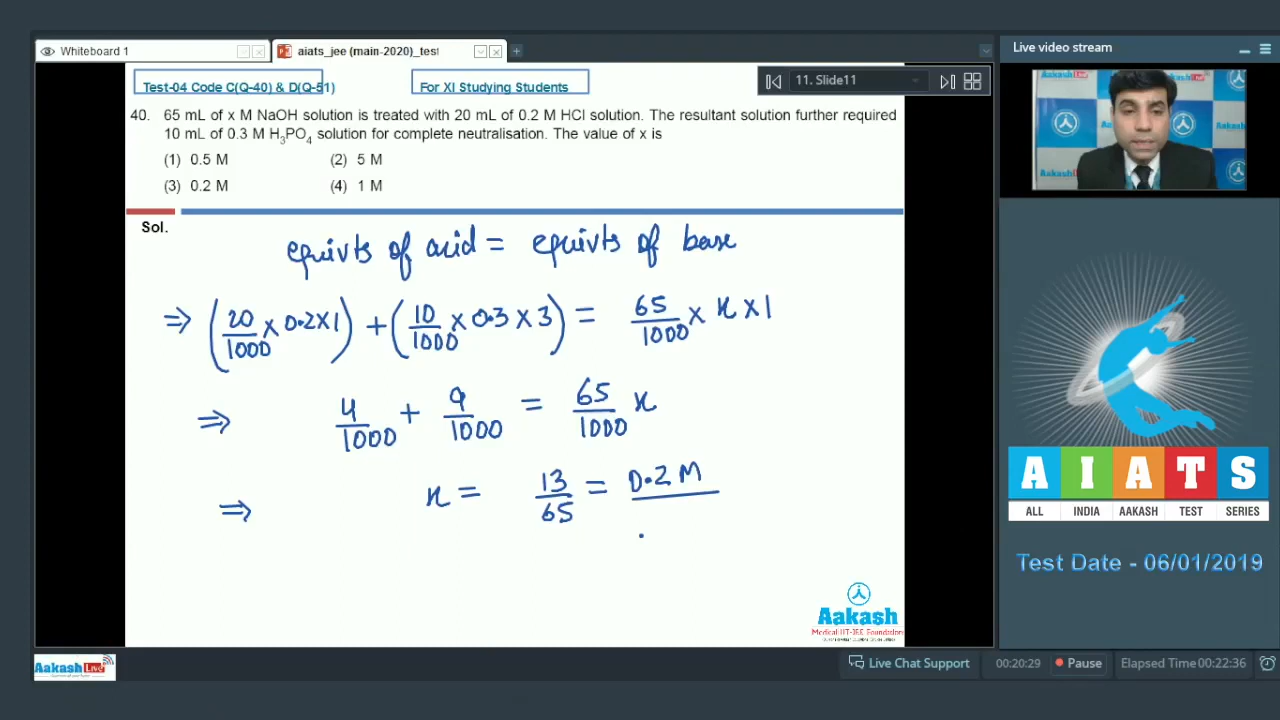 Whiteboard 1
aiats_jee (main-2020)_test
Live video stream
Test-04 Code C(Q-40) & D(Q-51)
For XI Studying Students
11. Slide11
40. 65 mL of x M NaOH solution is treated with 20 mL of 0.2 M HCl solution. The resultant solution further required
10 mL of 0.3 M H₃PO₄ solution for complete neutralisation. The value of x is
(1) 0.5 M (2) 5 M
(3) 0.2 M (4) 1 M
Sol.
equivts of acid = equivts of base
⇒ (20/1000 × 0.2 × 1) + (10/1000 × 0.3 × 3) = 65/1000 × x × 1
⇒ 4/1000 + 9/1000 = 65/1000 x
⇒ x = 13/65 = 0.2 M
A I A T S
ALL INDIA AAKASH TEST SERIES
Test Date - 06/01/2019
Aakash
Medical|IIT-JEE|Foundations
Aakash Live
Live Chat Support
00:20:29
Pause
Elapsed Time 00:22:36